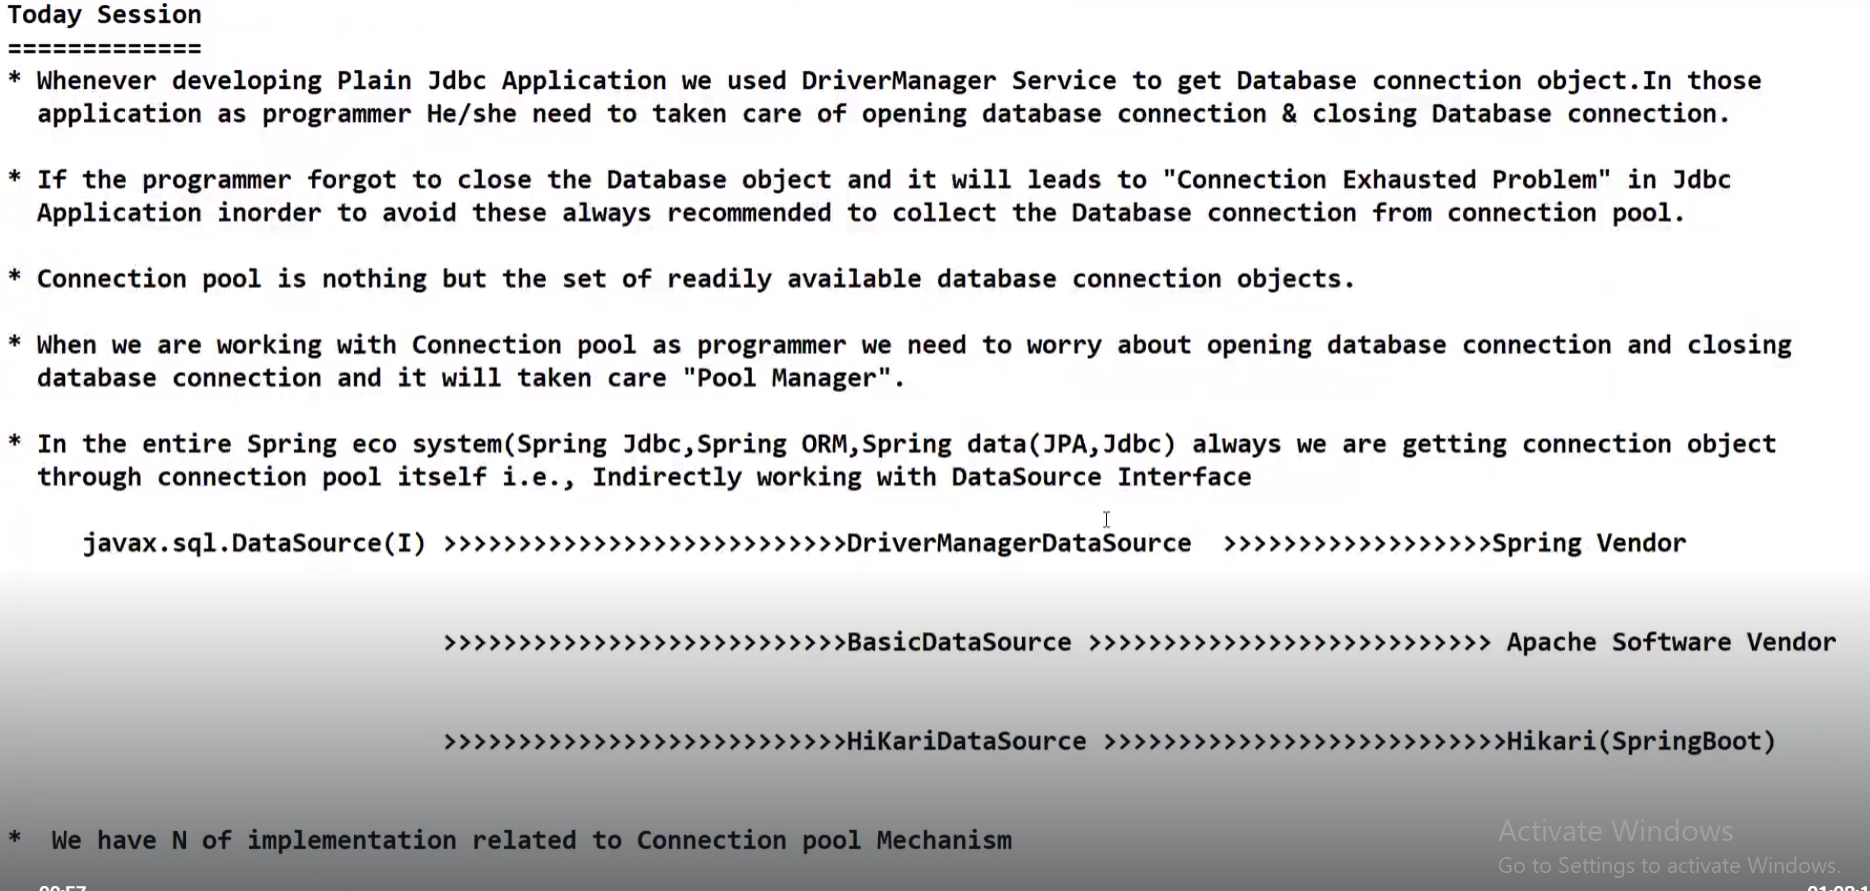 Today Session
=============
* Whenever developing Plain Jdbc Application we used DriverManager Service to get Database connection object.In those
application as programmer He/she need to taken care of opening database connection & closing Database connection.
* If the programmer forgot to close the Database object and it will leads to "Connection Exhausted Problem" in Jdbc
Application inorder to avoid these always recommended to collect the Database connection from connection pool.
* Connection pool is nothing but the set of readily available database connection objects.
* When we are working with Connection pool as programmer we need to worry about opening database connection and closing
database connection and it will taken care "Pool Manager".
* In the entire Spring eco system(Spring Jdbc,Spring ORM,Spring data(JPA,Jdbc) always we are getting connection object
through connection pool itself i.e., Indirectly working with DataSource Interface
javax.sql.DataSource(I) >>>>>>>>>>>>>>>>>>>>>>>>>>>DriverManagerDataSource >>>>>>>>>>>>>>>>>>Spring Vendor
>>>>>>>>>>>>>>>>>>>>>>>>>>>BasicDataSource >>>>>>>>>>>>>>>>>>>>>>>>>>> Apache Software Vendor
>>>>>>>>>>>>>>>>>>>>>>>>>>>HiKariDataSource >>>>>>>>>>>>>>>>>>>>>>>>>>>Hikari(SpringBoot)
* We have N of implementation related to Connection pool Mechanism
Activate Windows
Go to Settings to activate Windows.